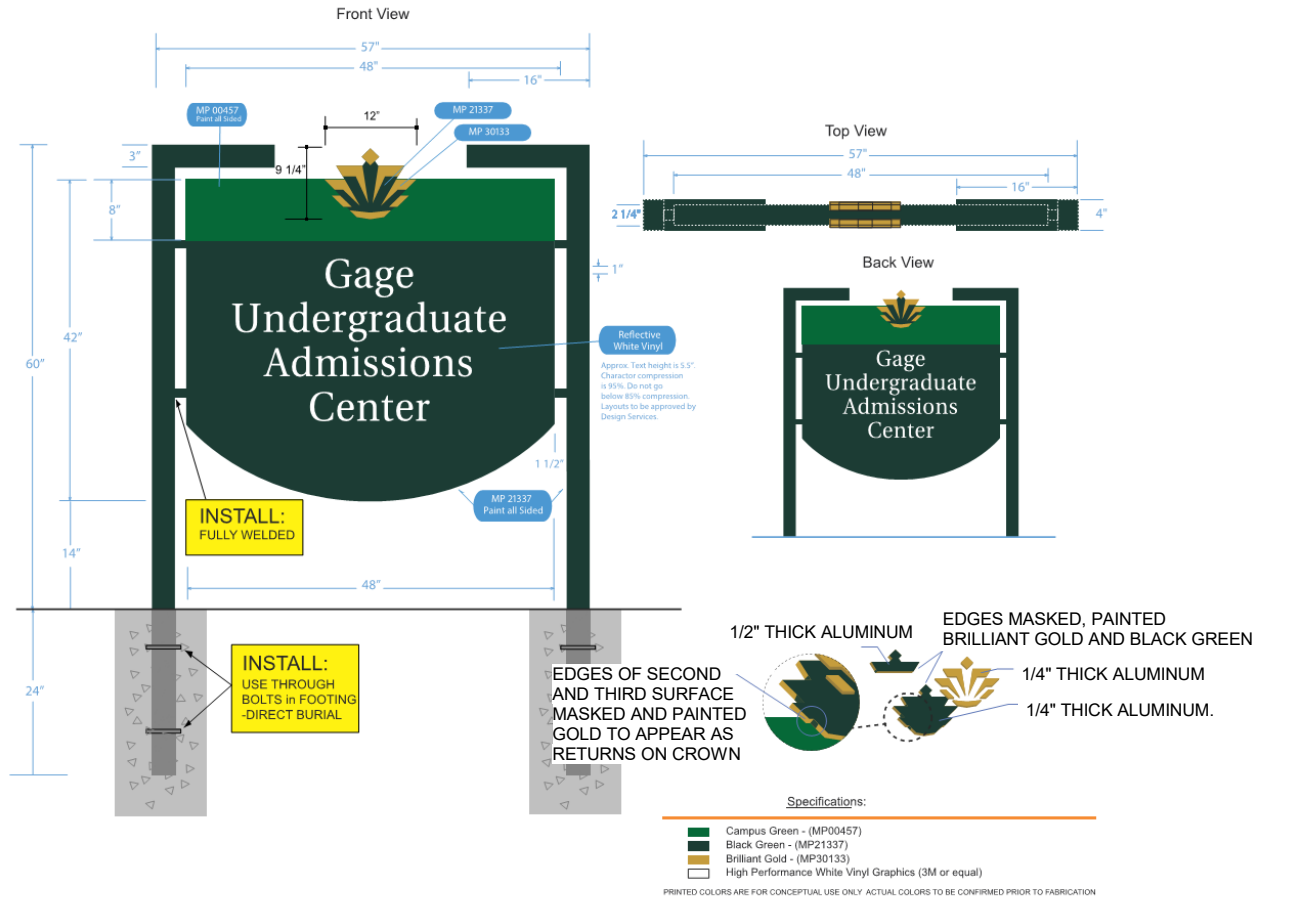 Front View
57"
48"
16"
MP 00457
Paint all Sided
12"
MP 21337
MP 30133
3"
9 1/4"
8"
Gage
Undergraduate
Admissions
Center
1"
Reflective
White Vinyl
Approx. Text height is 5.5".
Charactor compression
is 95%. Do not go
below 85% compression.
Layouts to be approved by
Design Services.
42"
60"
1 1/2"
MP 21337
Paint all Sided
INSTALL:
FULLY WELDED
14"
48"
INSTALL:
USE THROUGH
BOLTS in FOOTING
-DIRECT BURIAL
24"
Top View
57"
48"
16"
2 1/4"
4"
Back View
Gage
Undergraduate
Admissions
Center
1/2" THICK ALUMINUM
EDGES MASKED, PAINTED
BRILLIANT GOLD AND BLACK GREEN
EDGES OF SECOND
AND THIRD SURFACE
MASKED AND PAINTED
GOLD TO APPEAR AS
RETURNS ON CROWN
1/4" THICK ALUMINUM
1/4" THICK ALUMINUM.
Specifications:
Campus Green - (MP00457)
Black Green - (MP21337)
Brilliant Gold - (MP30133)
High Performance White Vinyl Graphics (3M or equal)
PRINTED COLORS ARE FOR CONCEPTUAL USE ONLY ACTUAL COLORS TO BE CONFIRMED PRIOR TO FABRICATION